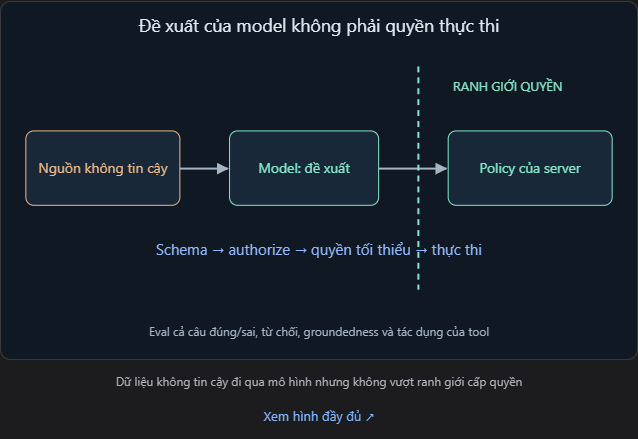 Đề xuất của model không phải quyền thực thi
RANH GIỚI QUYỀN
Nguồn không tin cậy
Model: đề xuất
Policy của server
Schema → authorize → quyền tối thiểu → thực thi
Eval cả câu đúng/sai, từ chối, groundedness và tác dụng của tool
Dữ liệu không tin cậy đi qua mô hình nhưng không vượt ranh giới cấp quyền
Xem hình đầy đủ ↗